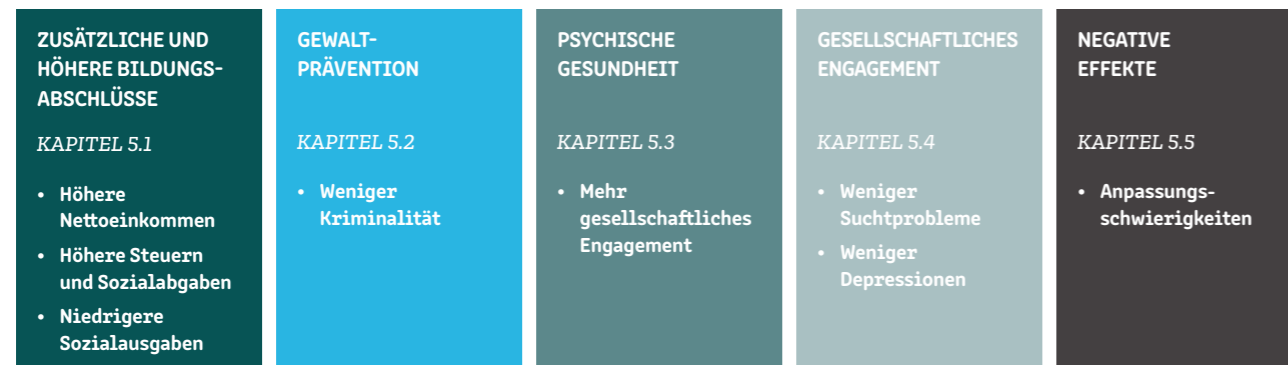 ZUSÄTZLICHE UND
HÖHERE BILDUNGS-
ABSCHLÜSSE
KAPITEL 5.1
• Höhere
Nettoeinkommen
• Höhere Steuern
und Sozialabgaben
• Niedrigere
Sozialausgaben
GEWALT-
PRÄVENTION
KAPITEL 5.2
• Weniger
Kriminalität
PSYCHISCHE
GESUNDHEIT
KAPITEL 5.3
• Mehr
gesellschaftliches
Engagement
GESELLSCHAFTLICHES
ENGAGEMENT
KAPITEL 5.4
• Weniger
Suchtprobleme
• Weniger
Depressionen
NEGATIVE
EFFEKTE
KAPITEL 5.5
• Anpassungs-
schwierigkeiten